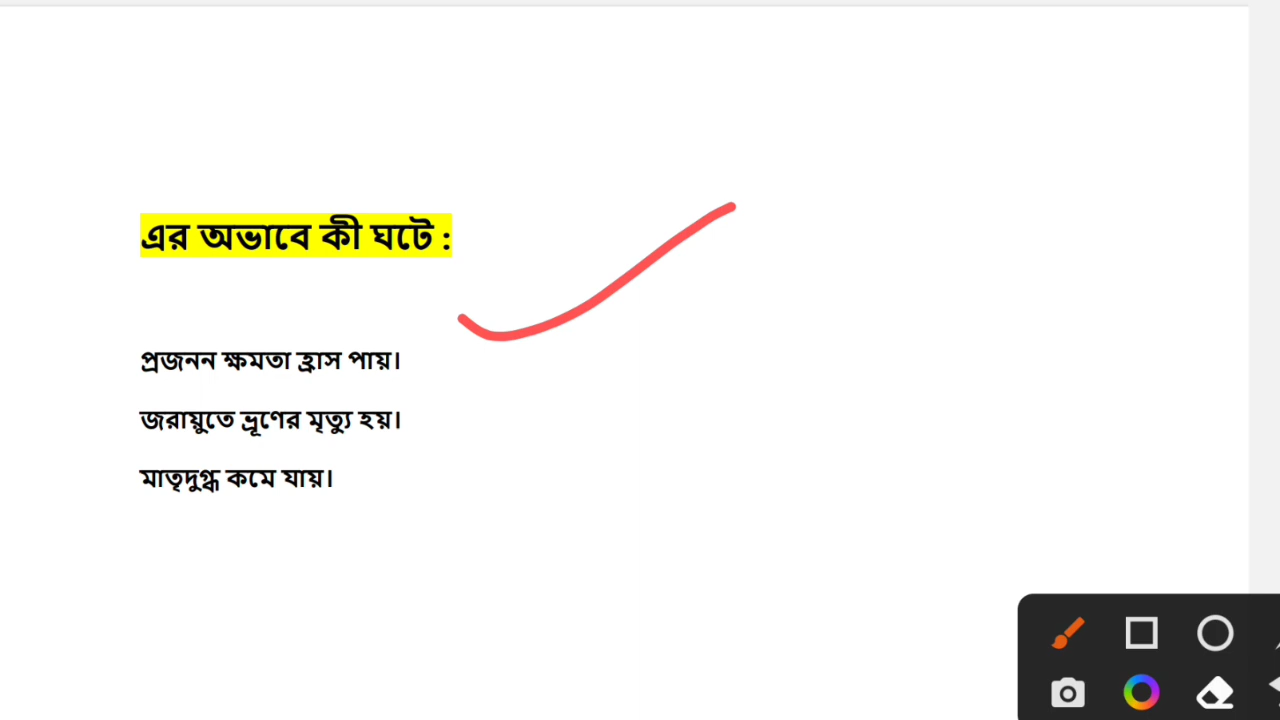 এর অভাবে কী ঘটে :
প্রজনন ক্ষমতা হ্রাস পায়।
জরায়ুতে ভ্রূণের মৃত্যু হয়।
মাতৃদুগ্ধ কমে যায়।